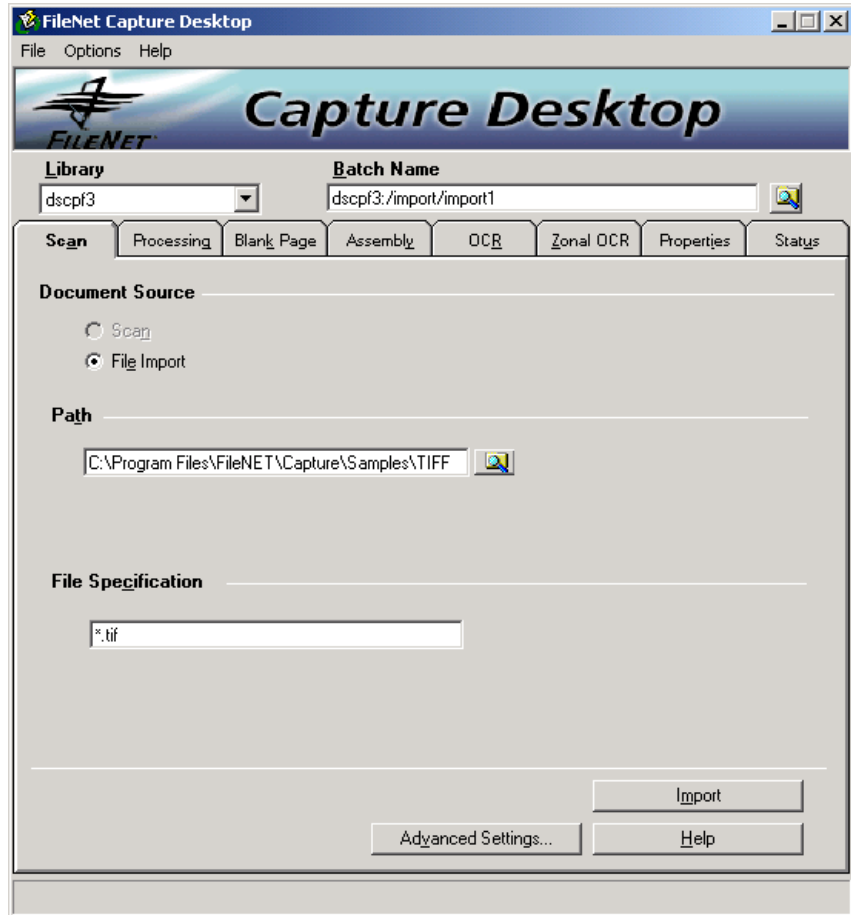 FileNet Capture Desktop
File Options Help
FILENET Capture Desktop
Library Batch Name
dscpf3 dscpf3:/import/import1
Scan Processing Blank Page Assembly OCR Zonal OCR Properties Status
Document Source
Scan
File Import
Path
C:\Program Files\FileNET\Capture\Samples\TIFF
File Specification
*.tif
Import
Advanced Settings... Help